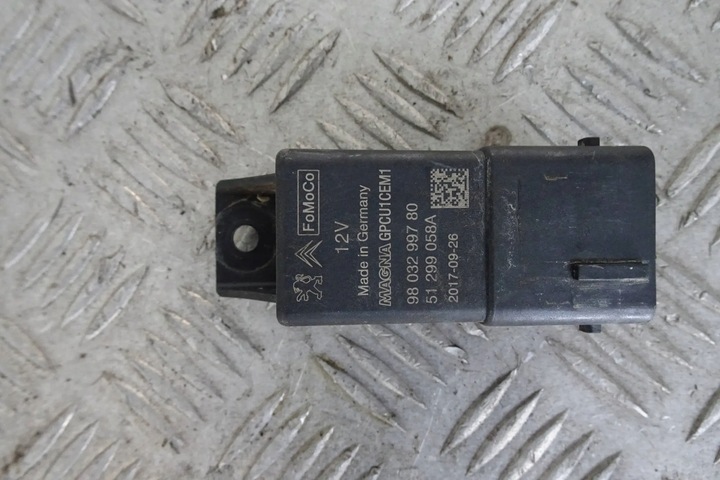 FoMoCo
12V
Made in Germany
MAGNA GPCU1CEM1
98 032 997 80
51 299 058A
2017-09-26